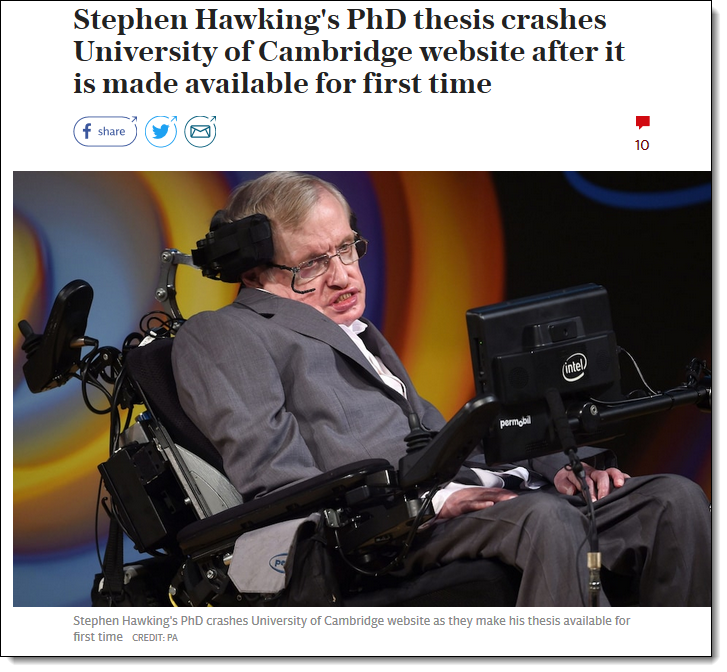 Stephen Hawking's PhD thesis crashes
University of Cambridge website after it
is made available for first time
share
10
intel
permobil
Stephen Hawking's PhD crashes University of Cambridge website as they make his thesis available for
first time CREDIT: PA